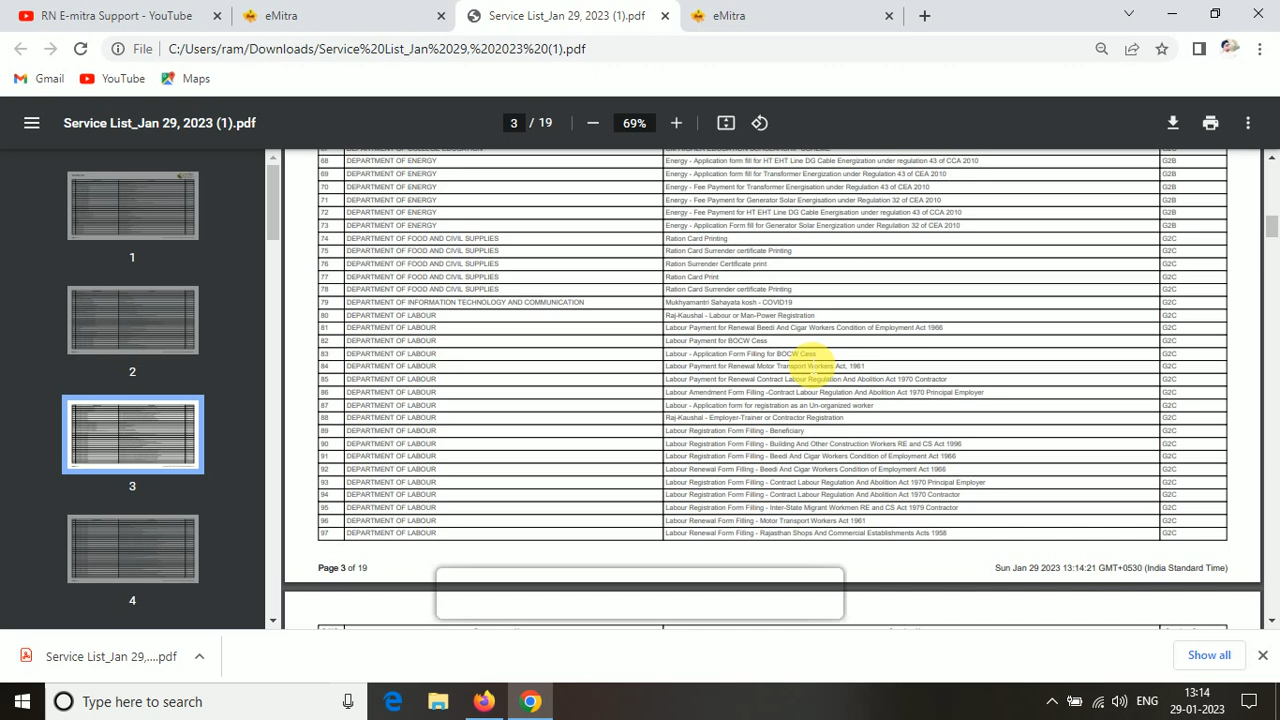 RN E-mitra Support - YouTube
eMitra
Service List_Jan 29, 2023 (1).pdf
eMitra
File
C:/Users/ram/Downloads/Service%20List_Jan%2029,%202023%20(1).pdf
Gmail
YouTube
Maps
Service List_Jan 29, 2023 (1).pdf
3 / 19
69%
1
2
3
4
68 DEPARTMENT OF ENERGY Energy - Application form fill for HT EHT Line DG Cable Energization under regulation 43 of CCA 2010 G2B
69 DEPARTMENT OF ENERGY Energy - Application form fill for Transformer Energization under Regulation 43 of CEA 2010 G2B
70 DEPARTMENT OF ENERGY Energy - Fee Payment for Transformer Energisation under Regulation 43 of CEA 2010 G2B
71 DEPARTMENT OF ENERGY Energy - Fee Payment for Generator Solar Energisation under Regulation 32 of CEA 2010 G2B
72 DEPARTMENT OF ENERGY Energy - Fee Payment for HT EHT Line DG Cable Energisation under regulation 43 of CCA 2010 G2B
73 DEPARTMENT OF ENERGY Energy - Application Form fill for Generator Solar Energization under Regulation 32 of CEA 2010 G2B
74 DEPARTMENT OF FOOD AND CIVIL SUPPLIES Ration Card Printing G2C
75 DEPARTMENT OF FOOD AND CIVIL SUPPLIES Ration Card Surrender certificate Printing G2C
76 DEPARTMENT OF FOOD AND CIVIL SUPPLIES Ration Surrender Certificate print G2C
77 DEPARTMENT OF FOOD AND CIVIL SUPPLIES Ration Card Print G2C
78 DEPARTMENT OF FOOD AND CIVIL SUPPLIES Ration Card Surrender certificate Printing G2C
79 DEPARTMENT OF INFORMATION TECHNOLOGY AND COMMUNICATION Mukhyamantri Sahayata kosh - COVID19 G2C
80 DEPARTMENT OF LABOUR Raj-Kaushal - Labour or Man-Power Registration G2C
81 DEPARTMENT OF LABOUR Labour Payment for Renewal Beedi And Cigar Workers Condition of Employment Act 1966 G2C
82 DEPARTMENT OF LABOUR Labour Payment for BOCW Cess G2C
83 DEPARTMENT OF LABOUR Labour - Application Form Filling for BOCW Cess G2C
84 DEPARTMENT OF LABOUR Labour Payment for Renewal Motor Transport Workers Act, 1961 G2C
85 DEPARTMENT OF LABOUR Labour Payment for Renewal Contract Labour Regulation And Abolition Act 1970 Contractor G2C
86 DEPARTMENT OF LABOUR Labour Amendment Form Filling -Contract Labour Regulation And Abolition Act 1970 Principal Employer G2C
87 DEPARTMENT OF LABOUR Labour - Application form for registration as an Un-organized worker G2C
88 DEPARTMENT OF LABOUR Raj-Kaushal - Employer-Trainer or Contractor Registration G2C
89 DEPARTMENT OF LABOUR Labour Registration Form Filling - Beneficiary G2C
90 DEPARTMENT OF LABOUR Labour Registration Form Filling - Building And Other Construction Workers RE and CS Act 1996 G2C
91 DEPARTMENT OF LABOUR Labour Registration Form Filling - Beedi And Cigar Workers Condition of Employment Act 1966 G2C
92 DEPARTMENT OF LABOUR Labour Renewal Form Filling - Beedi And Cigar Workers Condition of Employment Act 1966 G2C
93 DEPARTMENT OF LABOUR Labour Registration Form Filling - Contract Labour Regulation And Abolition Act 1970 Principal Employer G2C
94 DEPARTMENT OF LABOUR Labour Registration Form Filling - Contract Labour Regulation And Abolition Act 1970 Contractor G2C
95 DEPARTMENT OF LABOUR Labour Registration Form Filling - Inter-State Migrant Workmen RE and CS Act 1979 Contractor G2C
96 DEPARTMENT OF LABOUR Labour Renewal Form Filling - Motor Transport Workers Act 1961 G2C
97 DEPARTMENT OF LABOUR Labour Renewal Form Filling - Rajasthan Shops And Commercial Establishments Acts 1958 G2C
Page 3 of 19
Sun Jan 29 2023 13:14:21 GMT+0530 (India Standard Time)
Service List_Jan 29,....pdf
Show all
Type here to search
ENG
13:14
29-01-2023